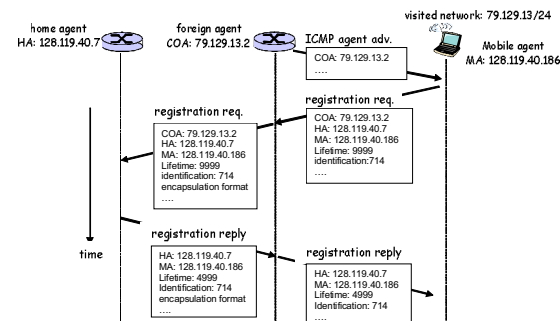 visited network: 79.129.13/24
home agent
HA: 128.119.40.7
foreign agent
COA: 79.129.13.2
ICMP agent adv.
COA: 79.129.13.2
....
Mobile agent
MA: 128.119.40.186
registration req.
COA: 79.129.13.2
HA: 128.119.40.7
MA: 128.119.40.186
Lifetime: 9999
identification:714
....
registration req.
COA: 79.129.13.2
HA: 128.119.40.7
MA: 128.119.40.186
Lifetime: 9999
identification: 714
encapsulation format
....
time
registration reply
HA: 128.119.40.7
MA: 128.119.40.186
Lifetime: 4999
Identification: 714
encapsulation format
....
registration reply
HA: 128.119.40.7
MA: 128.119.40.186
Lifetime: 4999
Identification: 714
....